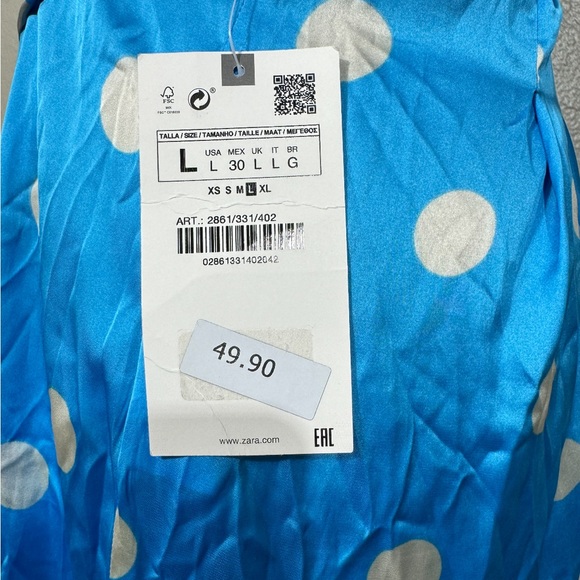 FSC
TALLA / SIZE / TAMANHO / TAILLE / MAAT / ΜΕΓΕΘΟΣ
USA MEX UK IT BR
L L 30 L L G
XS S M L XL
ART.: 2861/331/402
02861331402042
49.90
www.zara.com
EAC